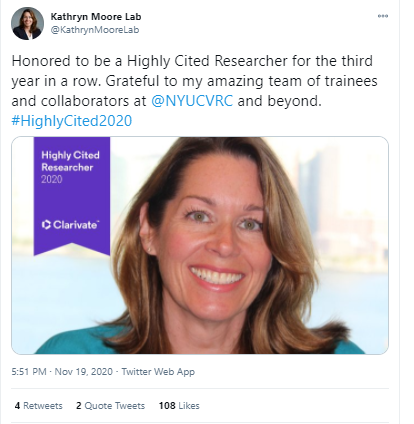 Kathryn Moore Lab
@KathrynMooreLab
Honored to be a Highly Cited Researcher for the third
year in a row. Grateful to my amazing team of trainees
and collaborators at @NYUCVRC and beyond.
#HighlyCited2020
Highly Cited
Researcher
2020
Clarivate™
5:51 PM · Nov 19, 2020 · Twitter Web App
4 Retweets 2 Quote Tweets 108 Likes